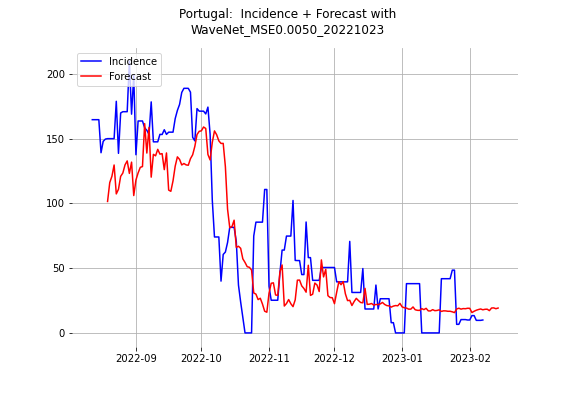 Portugal:  Incidence + Forecast with
WaveNet_MSE0.0050_20221023
Incidence
Forecast
200
150
100
50
0
2022-09
2022-10
2022-11
2022-12
2023-01
2023-02